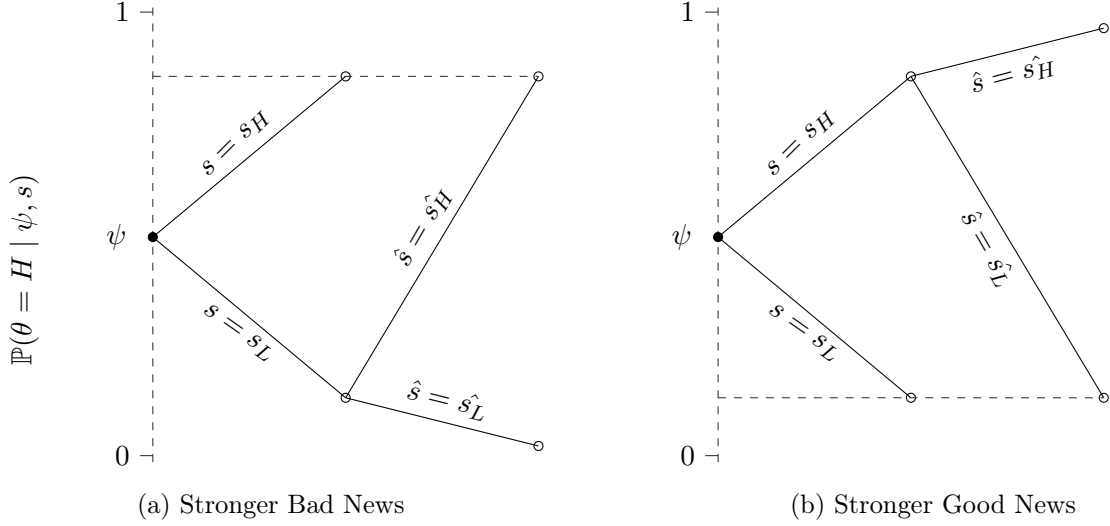 1
ψ
0
ℙ(θ = H | ψ, s)
s = s_H
s = s_L
ŝ = ŝ_H
ŝ = ŝ_L
(a) Stronger Bad News
1
ψ
0
s = s_H
s = s_L
ŝ = ŝ_H
ŝ = ŝ_L
(b) Stronger Good News